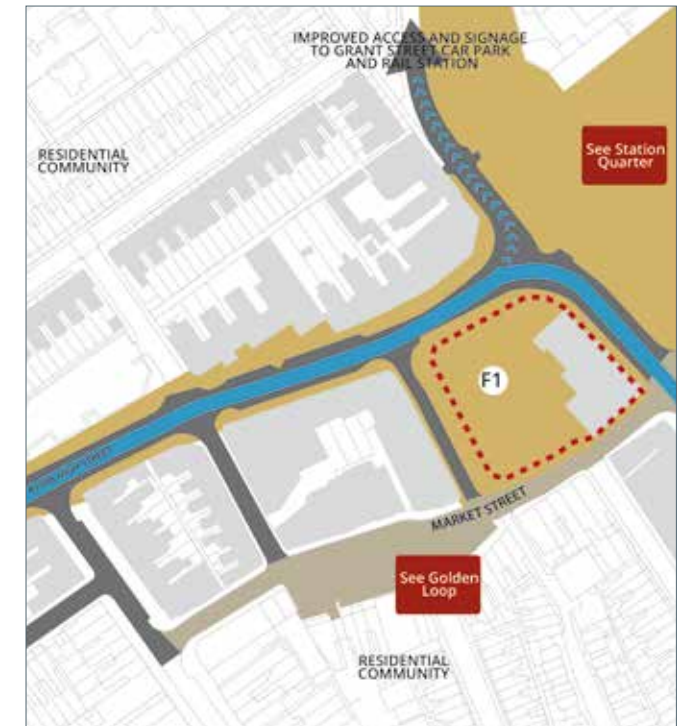 IMPROVED ACCESS AND SIGNAGE
TO GRANT STREET CAR PARK
AND RAIL STATION
See Station
Quarter
RESIDENTIAL
COMMUNITY
F1
STREET
MARKET STREET
See Golden
Loop
RESIDENTIAL
COMMUNITY